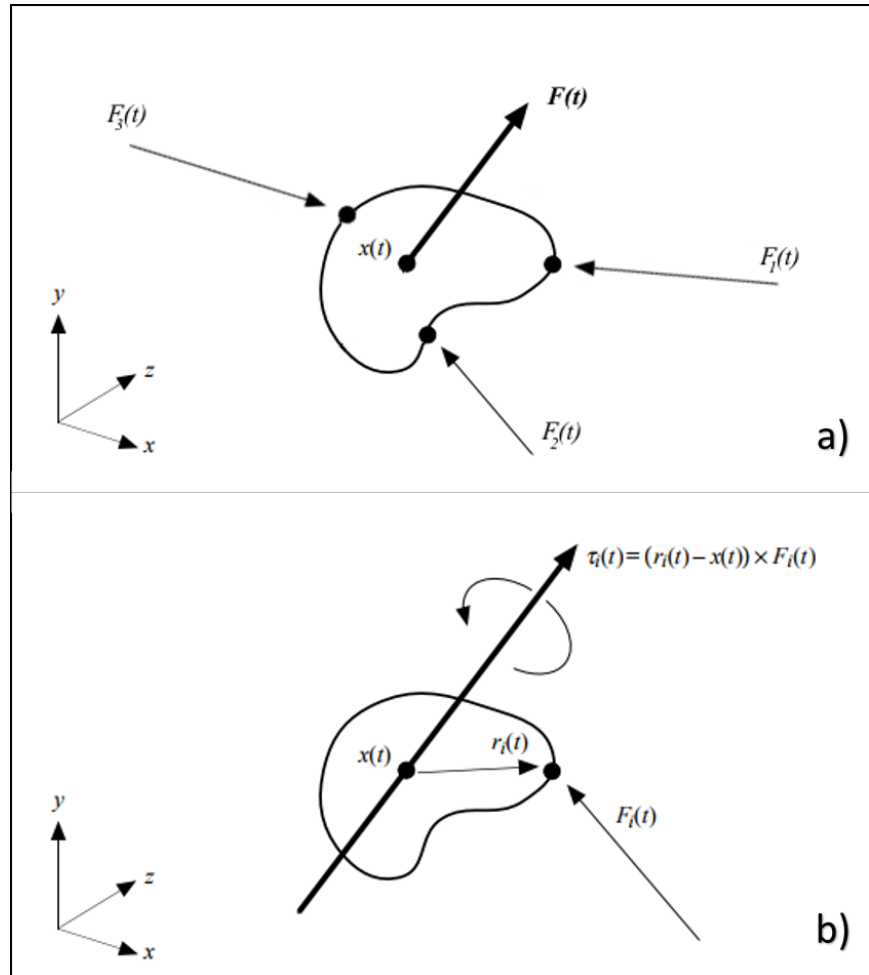 F(t)
F₃(t)
x(t)
F₁(t)
y
z
x
F₂(t)
a)
τᵢ(t)=(rᵢ(t)−x(t))×Fᵢ(t)
rᵢ(t)
x(t)
Fᵢ(t)
y
z
x
b)